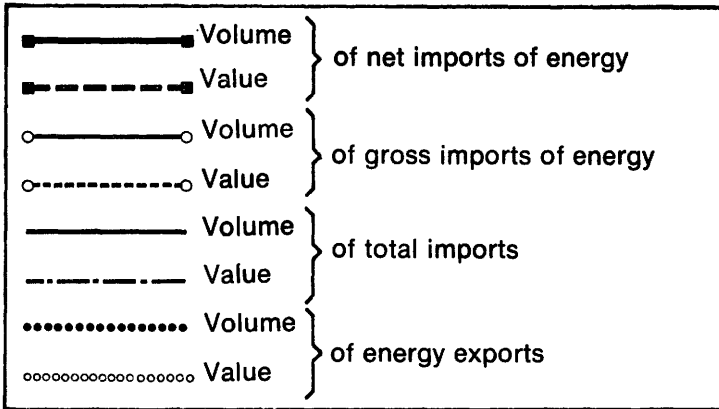 Volume
of net imports of energy
Value
Volume
of gross imports of energy
Value
Volume
of total imports
Value
Volume
of energy exports
Value